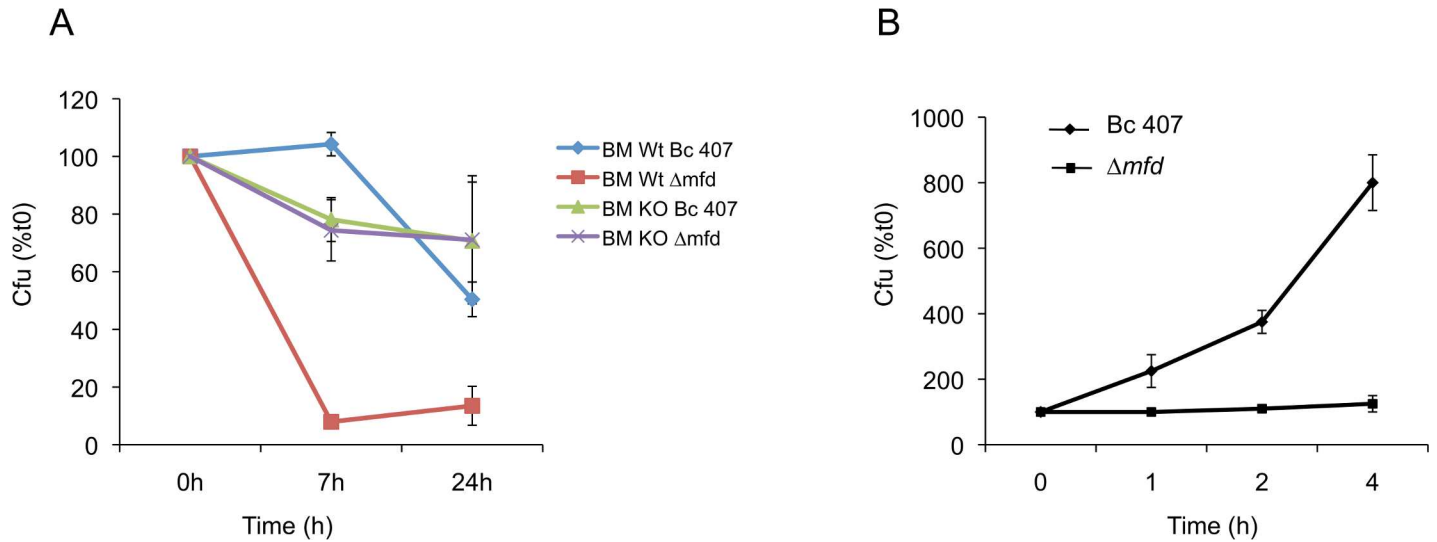 A
120
100
80
60
40
20
0
Cfu (%t0)
0h 7h 24h
Time (h)
BM Wt Bc 407
BM Wt Δmfd
BM KO Bc 407
BM KO Δmfd
B
1000
800
600
400
200
0
Cfu (%t0)
0 1 2 4
Time (h)
Bc 407
Δmfd